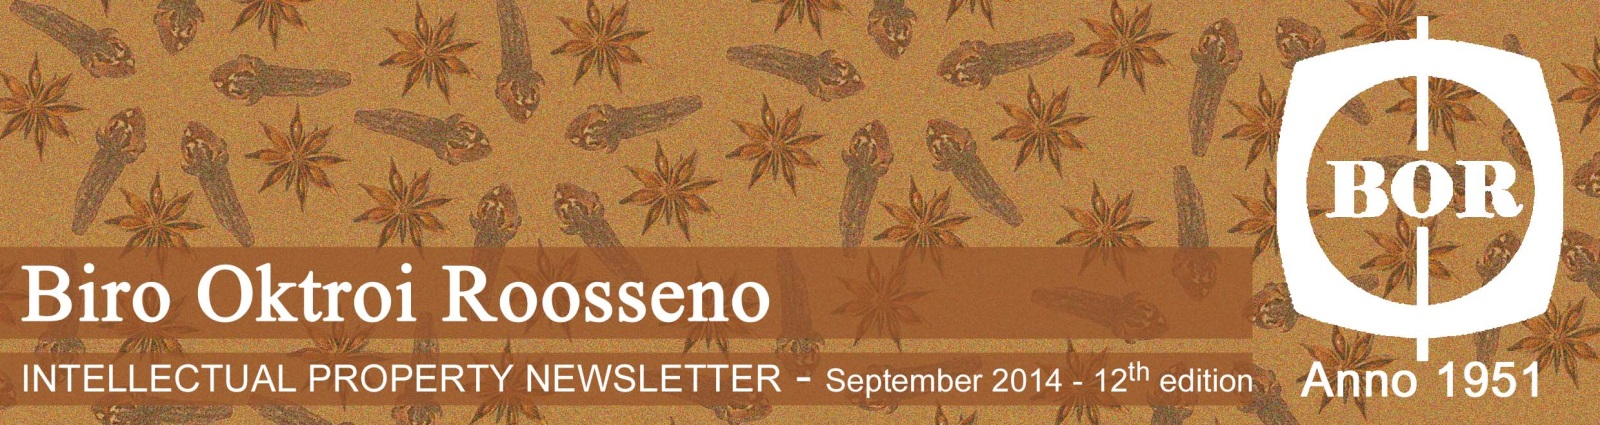 Biro Oktroi Roosseno
INTELLECTUAL PROPERTY NEWSLETTER - September 2014 - 12th edition
BOR
Anno 1951